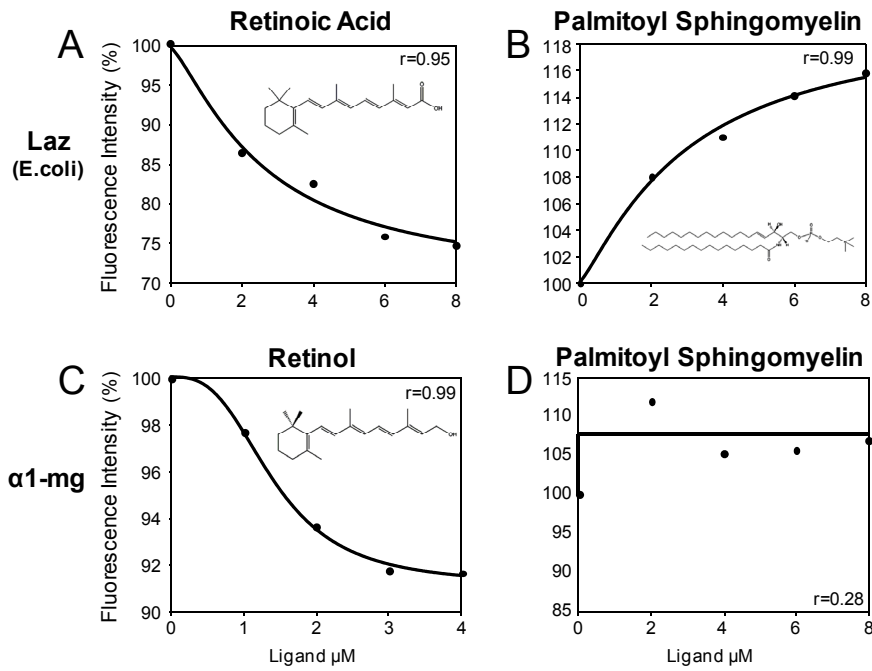 A
Retinoic Acid
r=0.95
Laz
(E.coli)
Fluorescence Intensity (%)
100
95
90
85
80
75
70
0 2 4 6 8
OH
B
Palmitoyl Sphingomyelin
r=0.99
118
116
114
112
110
108
106
104
102
100
0 2 4 6 8
C
Retinol
r=0.99
α1-mg
Fluorescence Intensity (%)
100
98
96
94
92
90
0 1 2 3 4
Ligand µM
OH
D
Palmitoyl Sphingomyelin
115
110
105
100
95
90
85
r=0.28
0 2 4 6 8
Ligand µM